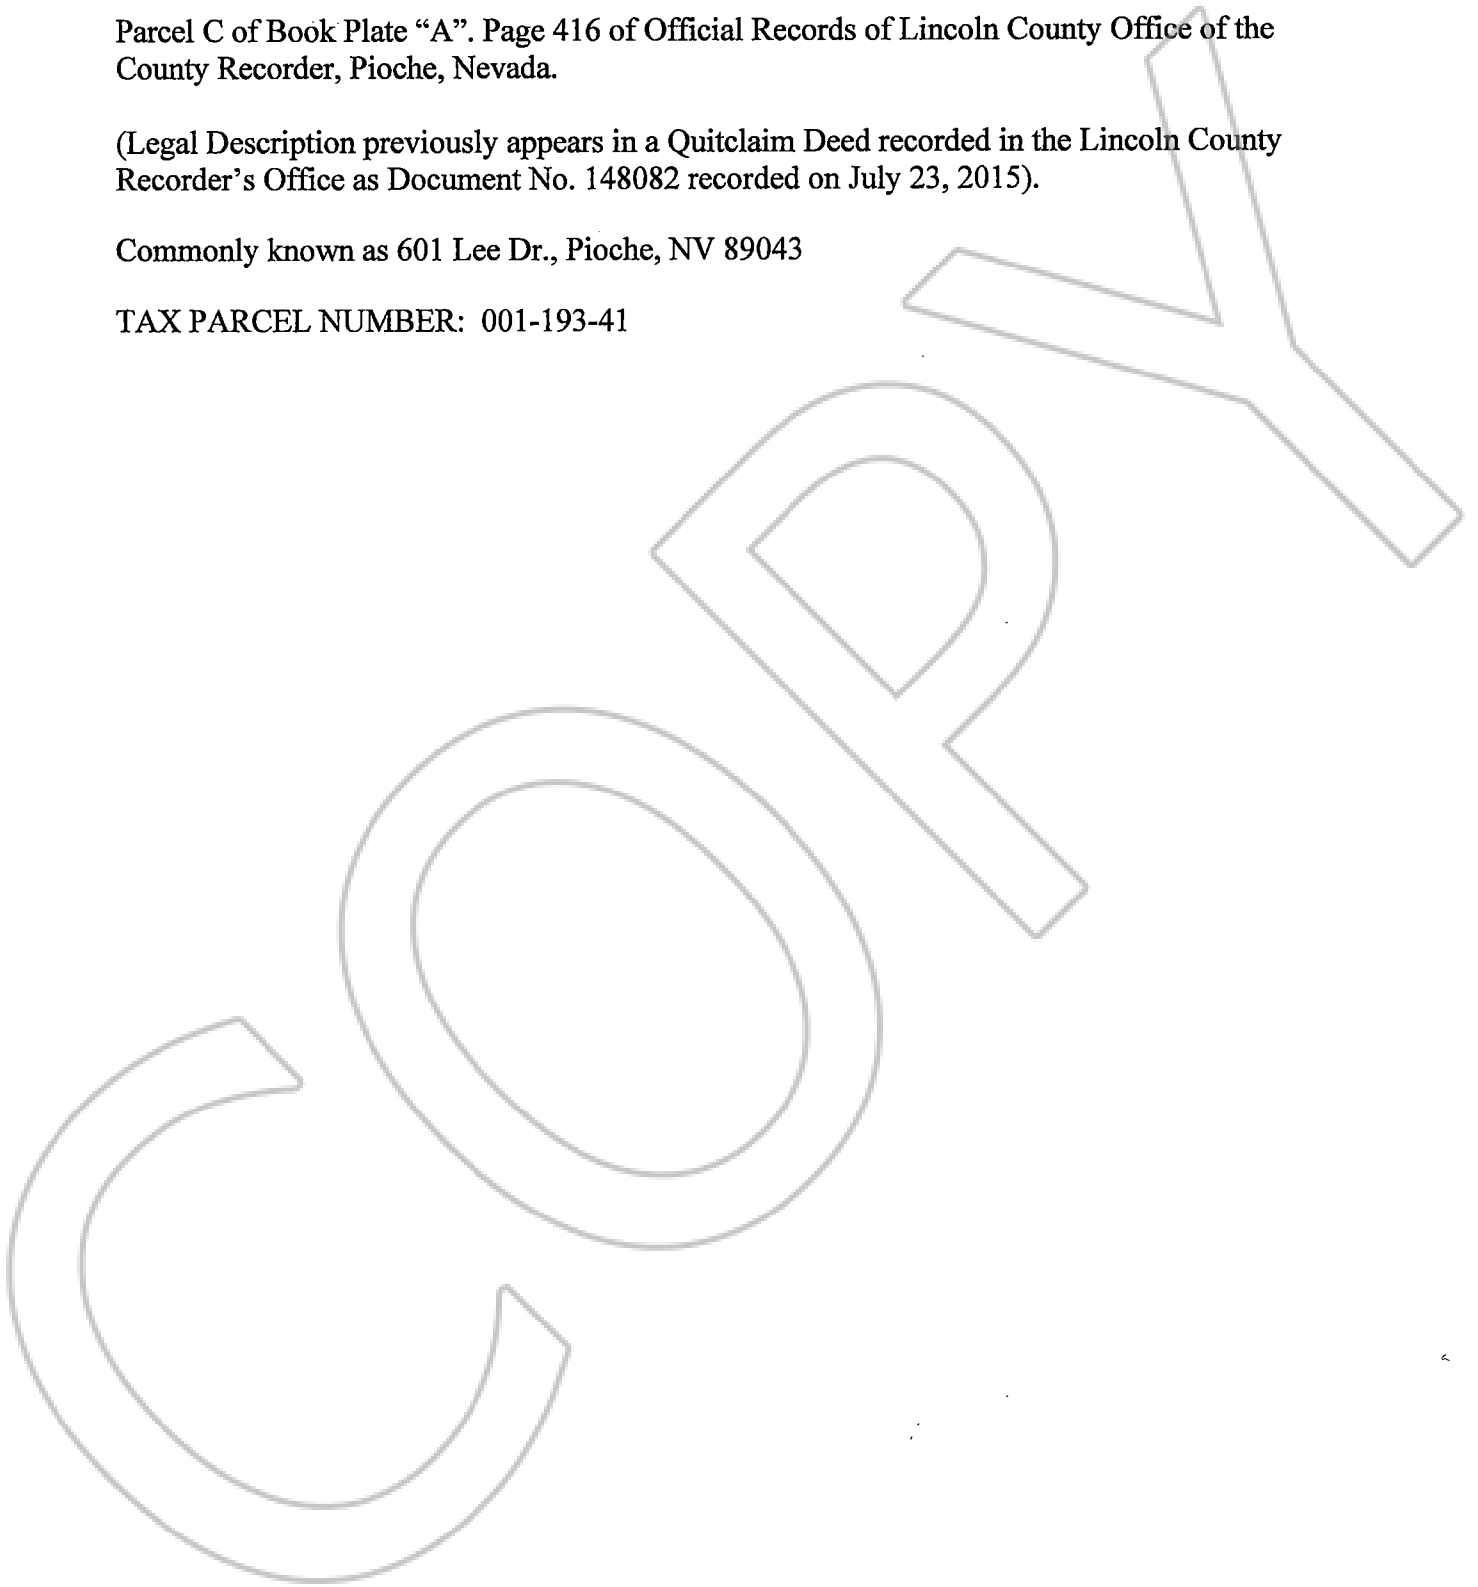 Parcel C of Book Plate “A”. Page 416 of Official Records of Lincoln County Office of the
County Recorder, Pioche, Nevada.
(Legal Description previously appears in a Quitclaim Deed recorded in the Lincoln County
Recorder’s Office as Document No. 148082 recorded on July 23, 2015).
Commonly known as 601 Lee Dr., Pioche, NV 89043
TAX PARCEL NUMBER: 001-193-41
COPY